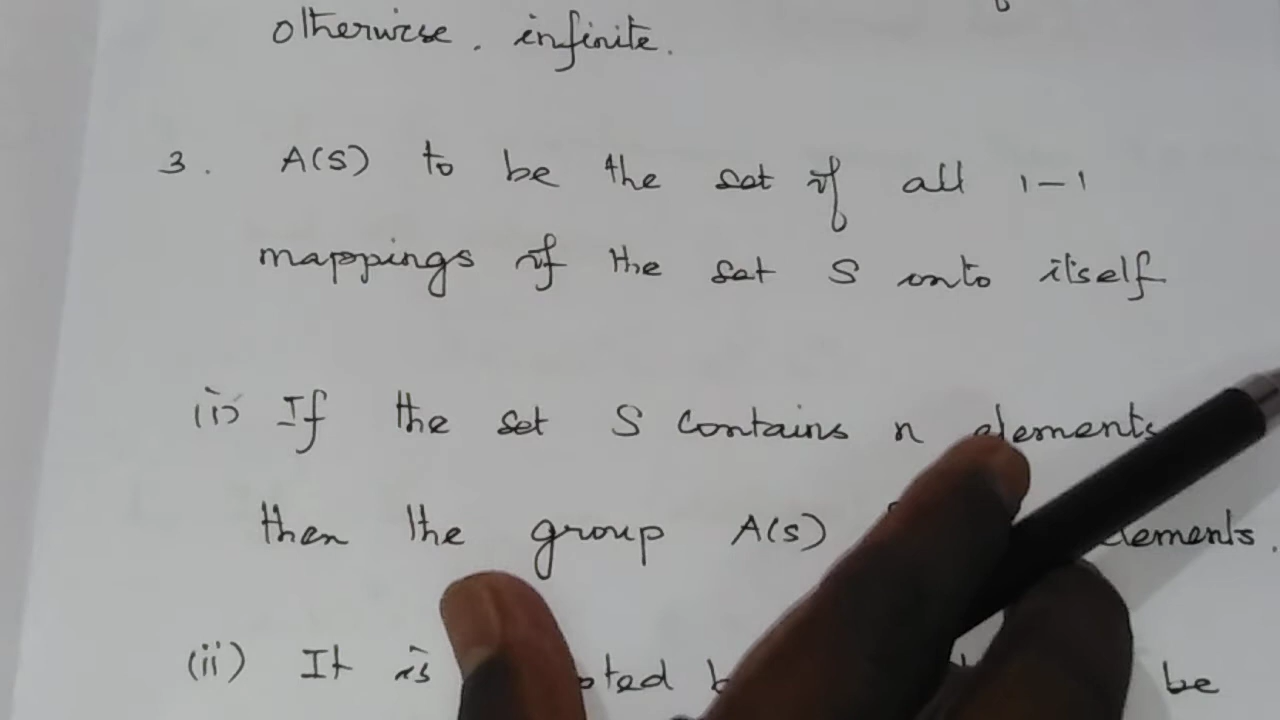 otherwise. infinite.
3. A(S) to be the set of all 1-1
mappings of the set S onto itself
(i) If the set S contains n elements
then the group A(S) elements.
(ii) It is be